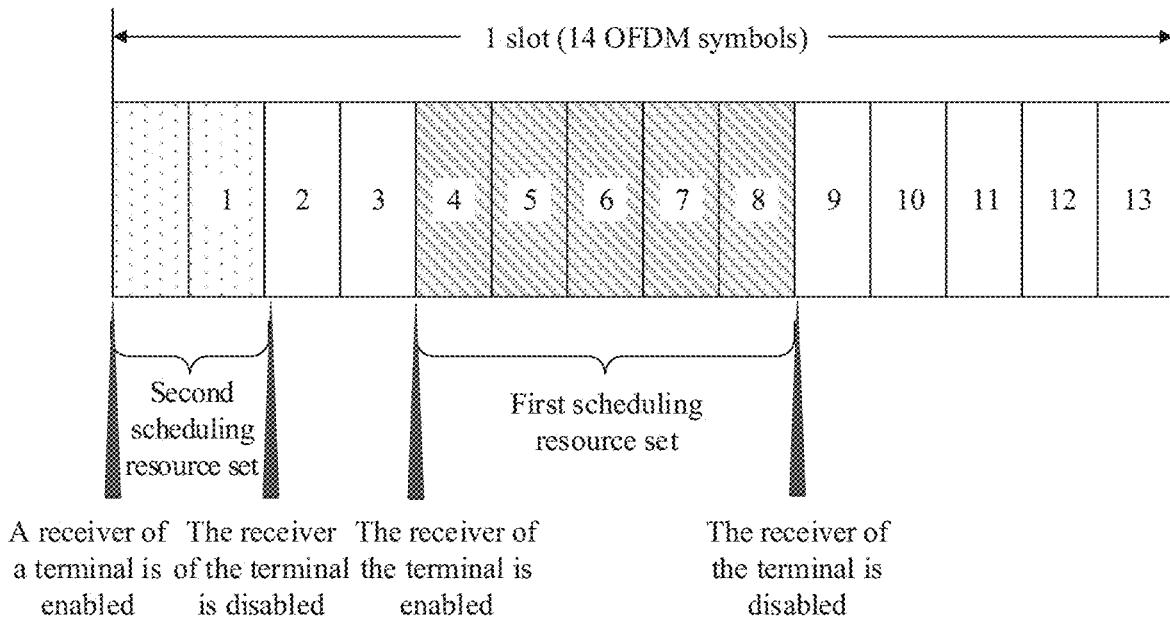 1 slot (14 OFDM symbols)
1 2 3 4 5 6 7 8 9 10 11 12 13
Second
scheduling
resource set
First scheduling
resource set
A receiver of
a terminal is
enabled
The receiver
of the terminal
is disabled
The receiver of
the terminal is
enabled
The receiver of
the terminal is
disabled